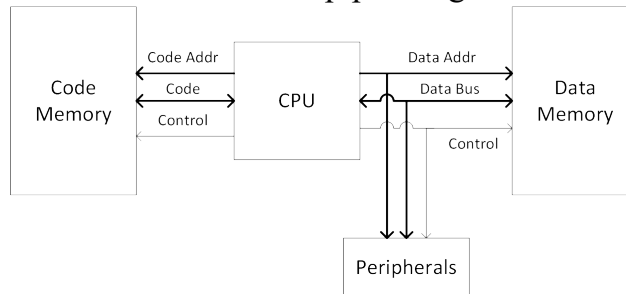 Code Addr
Data Addr
Code
Memory
CPU
Data
Memory
Code
Data Bus
Control
Control
Peripherals